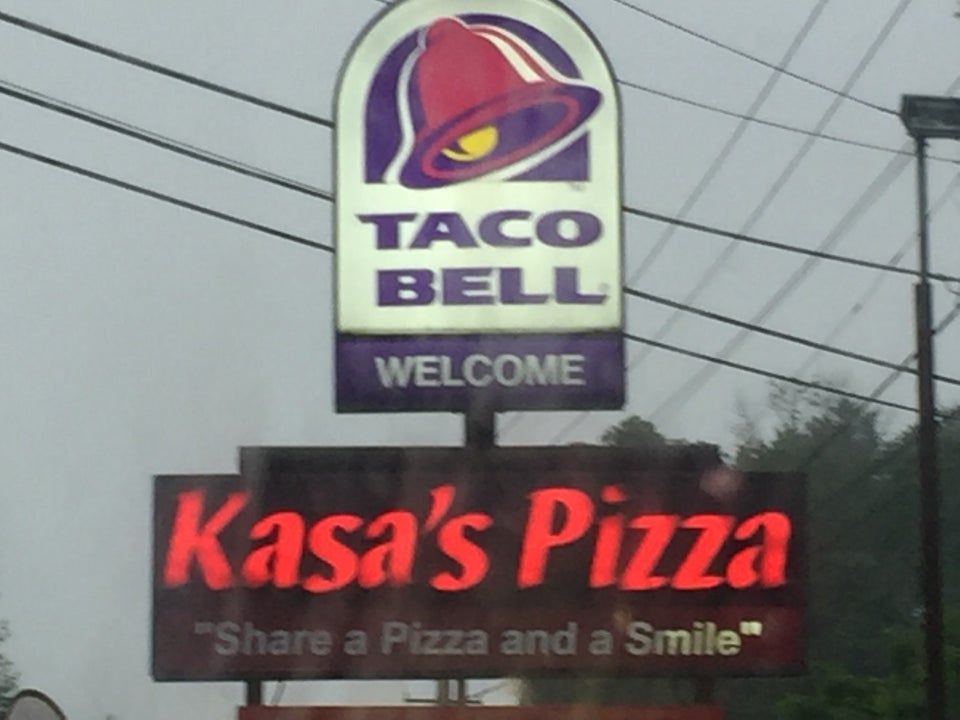 TACO
BELL
WELCOME
Kasa's Pizza
"Share a Pizza and a Smile"